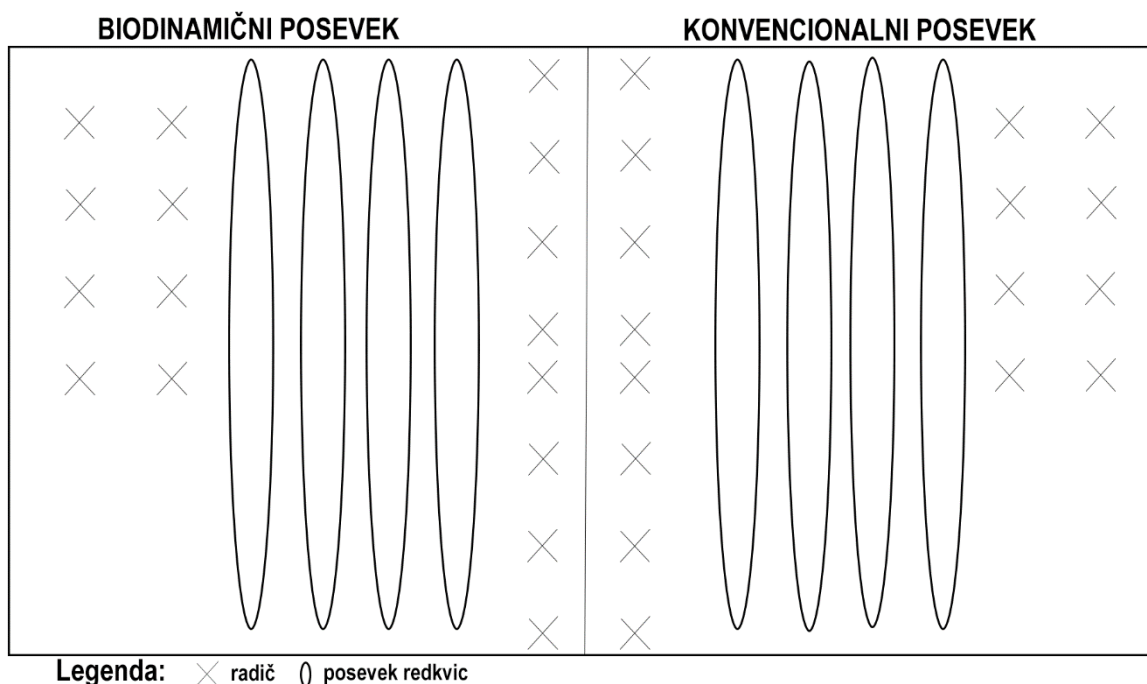 BIODINAMIČNI POSEVEK
KONVENCIONALNI POSEVEK
Legenda: radič posevek redkvic